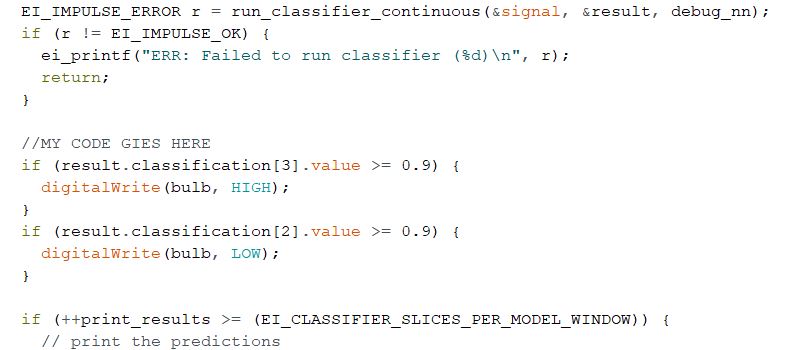 EI_IMPULSE_ERROR r = run_classifier_continuous(&signal, &result, debug_nn);
if (r != EI_IMPULSE_OK) {
ei_printf("ERR: Failed to run classifier (%d)\n", r);
return;
}
//MY CODE GIES HERE
if (result.classification[3].value >= 0.9) {
digitalWrite(bulb, HIGH);
}
if (result.classification[2].value >= 0.9) {
digitalWrite(bulb, LOW);
}
if (++print_results >= (EI_CLASSIFIER_SLICES_PER_MODEL_WINDOW)) {
// print the predictions